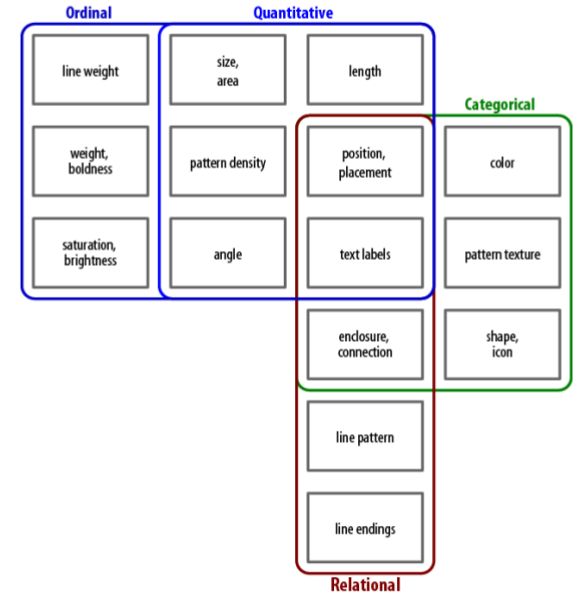 Ordinal
Quantitative
line weight
size,
area
length
Categorical
weight,
boldness
pattern density
position,
placement
color
saturation,
brightness
angle
text labels
pattern texture
enclosure,
connection
shape,
icon
line pattern
line endings
Relational